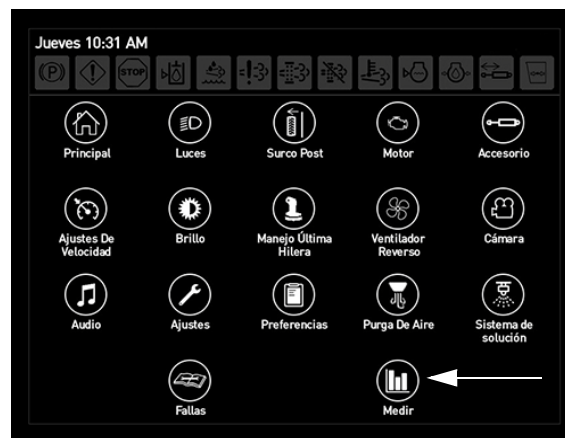 Jueves 10:31 AM
(P) STOP
Principal Luces Surco Post Motor Accesorio
Ajustes De Velocidad Brillo Manejo Última Hilera Ventilador Reverso Cámara
Audio Ajustes Preferencias Purga De Aire Sistema de solución
Fallas Medir